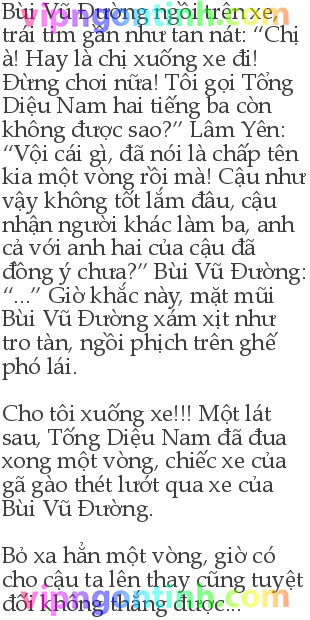 Bùi Vũ Đường ngồi trên xe,
trái tim gần như tan nát: “Chị
à! Hay là chị xuống xe đi!
Đừng chơi nữa! Tôi gọi Tổng
Diệu Nam hai tiếng ba còn
không được sao?” Lâm Yên:
“Vội cái gì, đã nói là chấp tên
kia một vòng rồi mà! Cậu như
vậy không tốt lắm đâu, cậu
nhận người khác làm ba, anh
cả với anh hai của cậu đã
đồng ý chưa?” Bùi Vũ Đường:
“...” Giờ khắc này, mặt mũi
Bùi Vũ Đường xám xịt như
tro tàn, ngồi phịch trên ghế
phó lái.
Cho tôi xuống xe!!! Một lát
sau, Tống Diệu Nam đã đua
xong một vòng, chiếc xe của
gã gào thét lướt qua xe của
Bùi Vũ Đường.
Bỏ xa hẳn một vòng, giờ có
cho cậu ta lên thay cũng tuyệt
đối không thắng được...
vipngontinh.com
vipngontinh.com